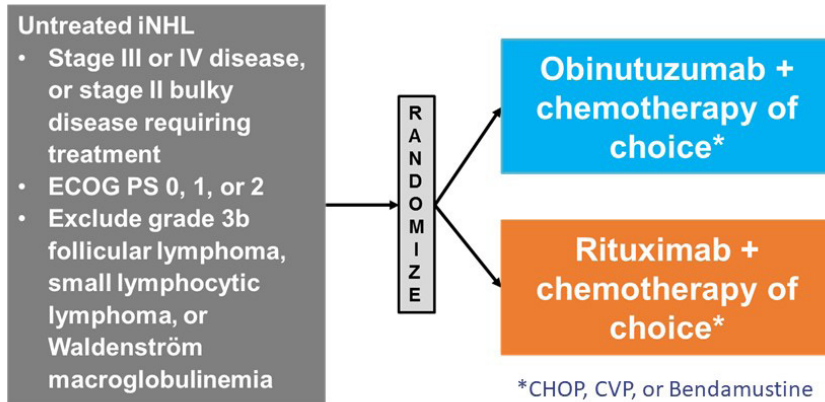 Untreated iNHL
• Stage III or IV disease,
or stage II bulky
disease requiring
treatment
• ECOG PS 0, 1, or 2
• Exclude grade 3b
follicular lymphoma,
small lymphocytic
lymphoma, or
Waldenström
macroglobulinemia
RANDOMIZE
Obinutuzumab +
chemotherapy of
choice*
Rituximab +
chemotherapy of
choice*
*CHOP, CVP, or Bendamustine